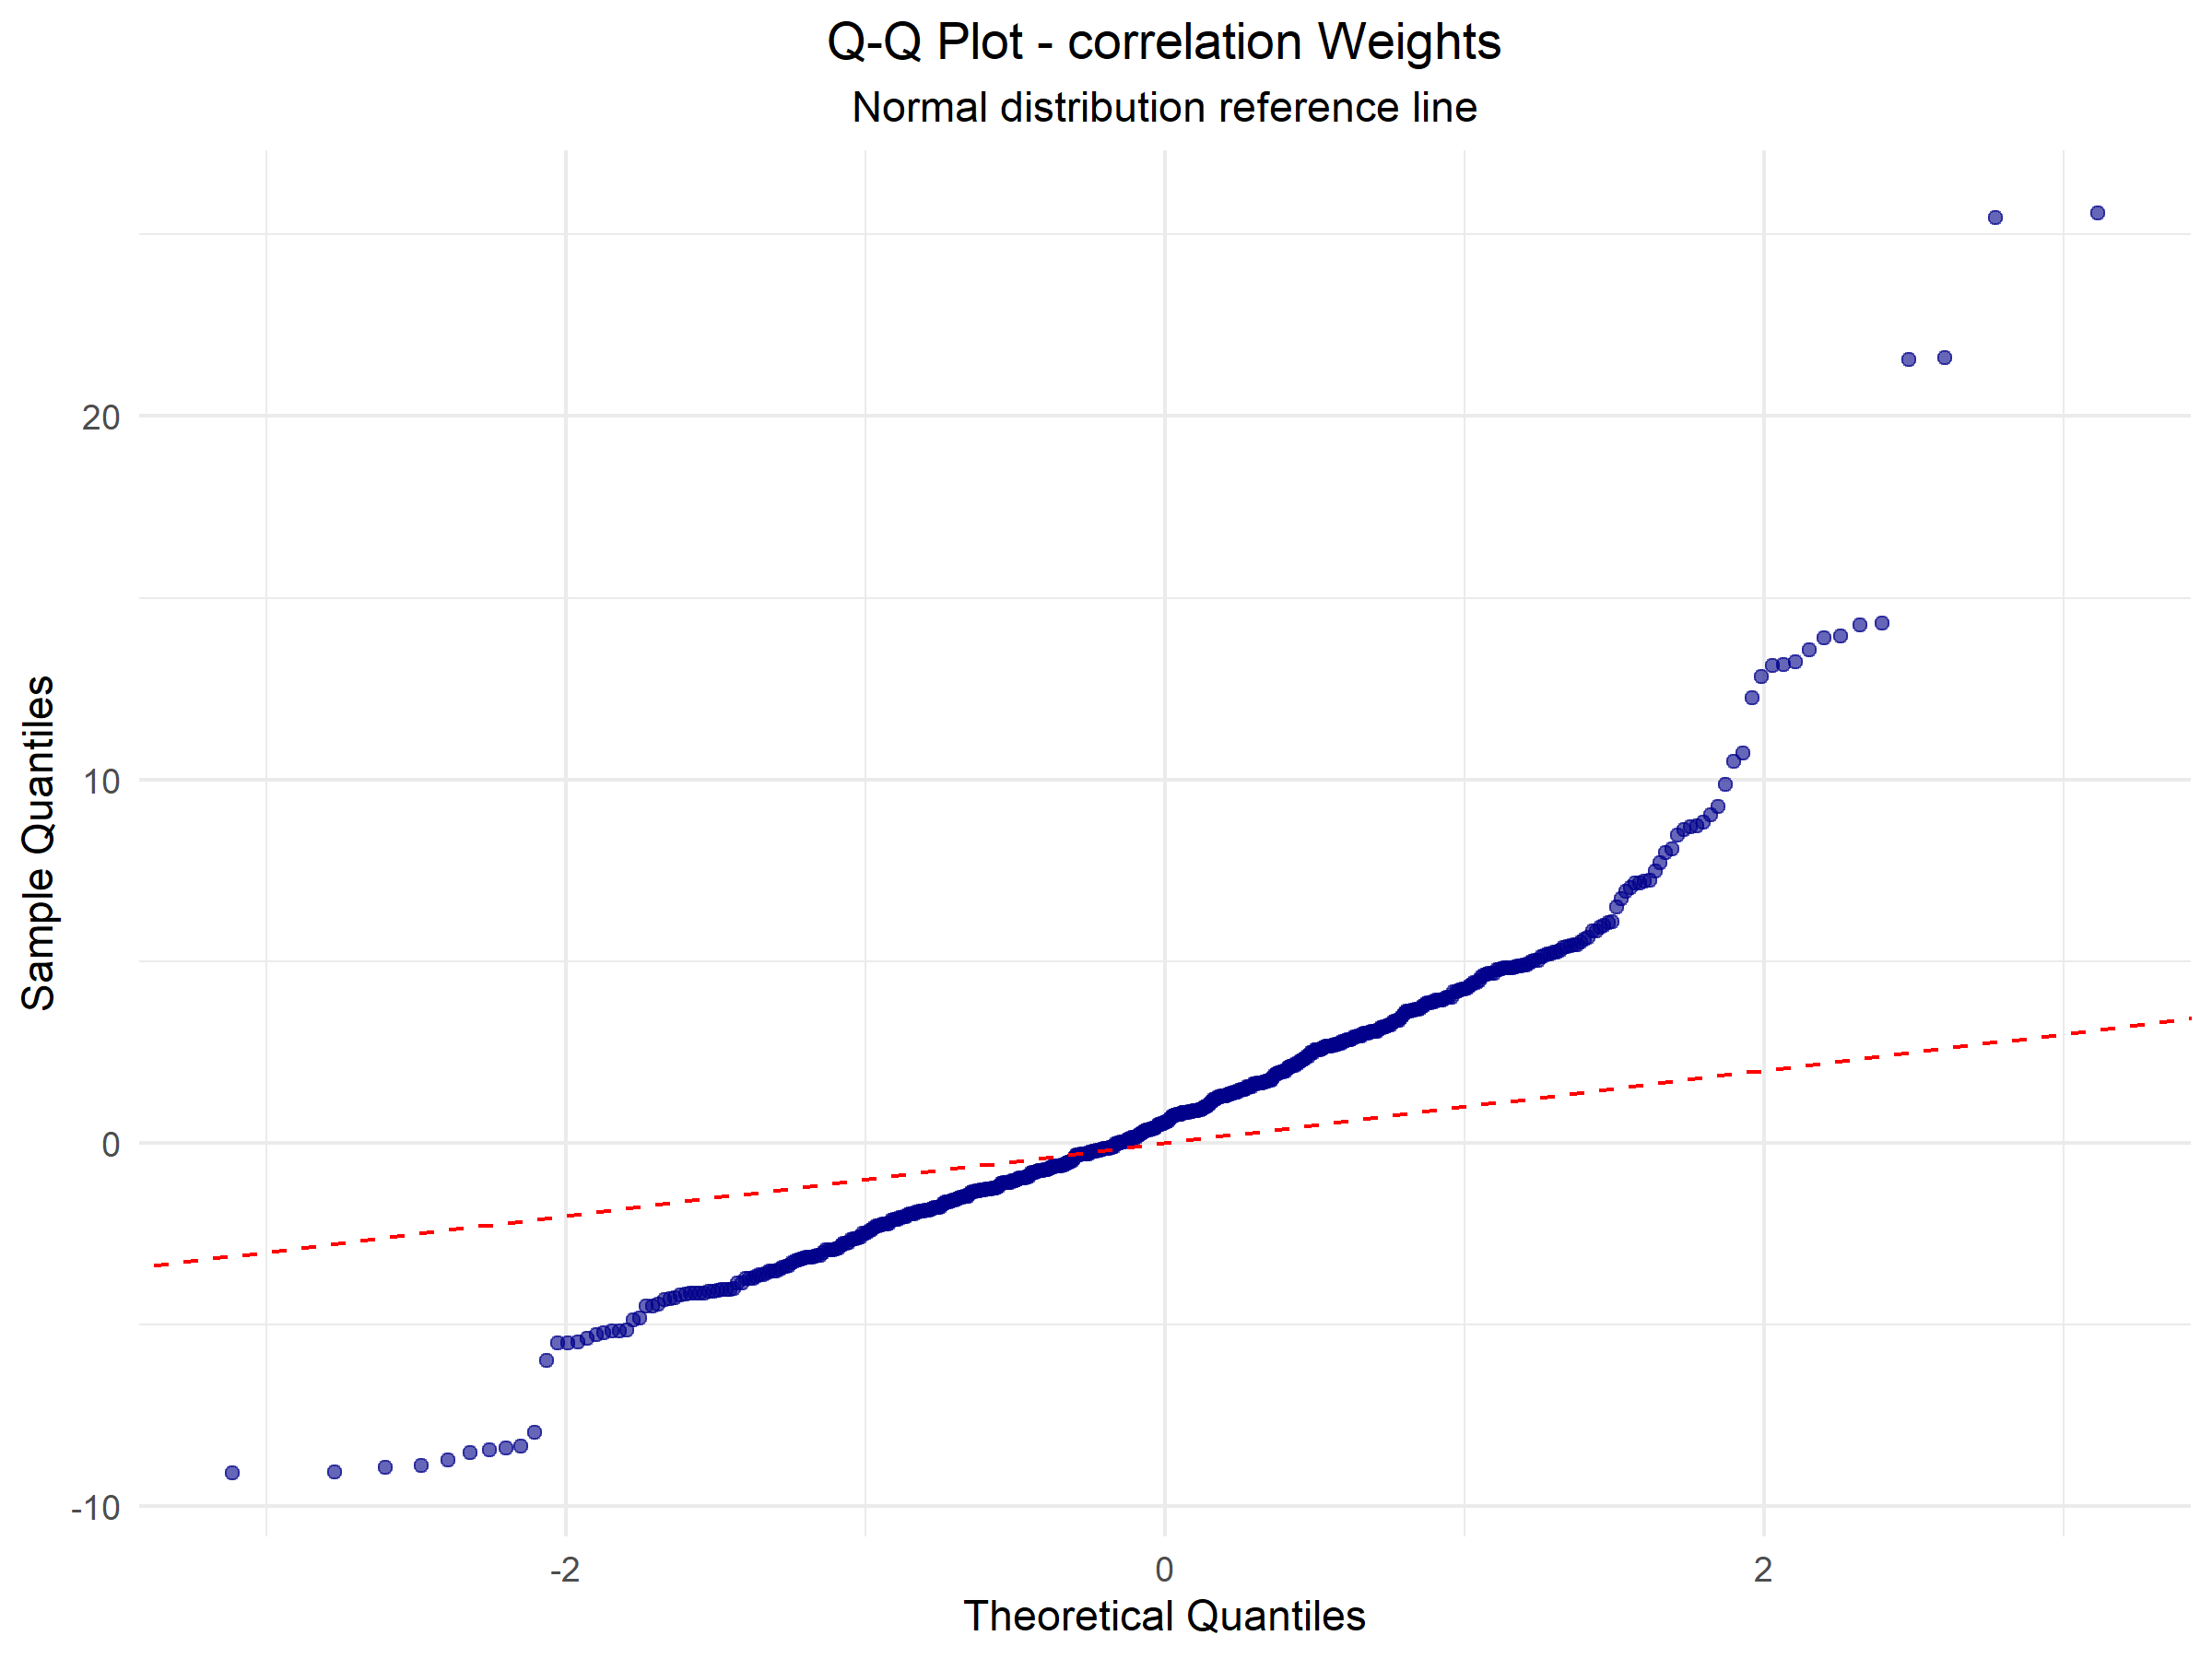 Q-Q Plot - correlation Weights
Normal distribution reference line
Sample Quantiles
20
10
0
-10
-2
0
2
Theoretical Quantiles